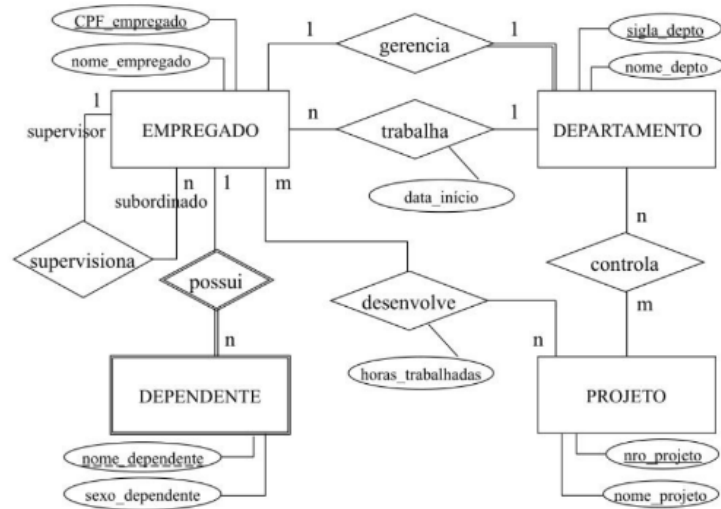 CPF_empregado
nome_empregado
1
gerencia
1
sigla_depto
nome_depto
1
supervisor
EMPREGADO
n
trabalha
1
DEPARTAMENTO
n
subordinado
1
m
data_início
n
supervisiona
possui
desenvolve
controla
n
m
n
horas_trabalhadas
DEPENDENTE
PROJETO
nome_dependente
sexo_dependente
nro_projeto
nome_projeto